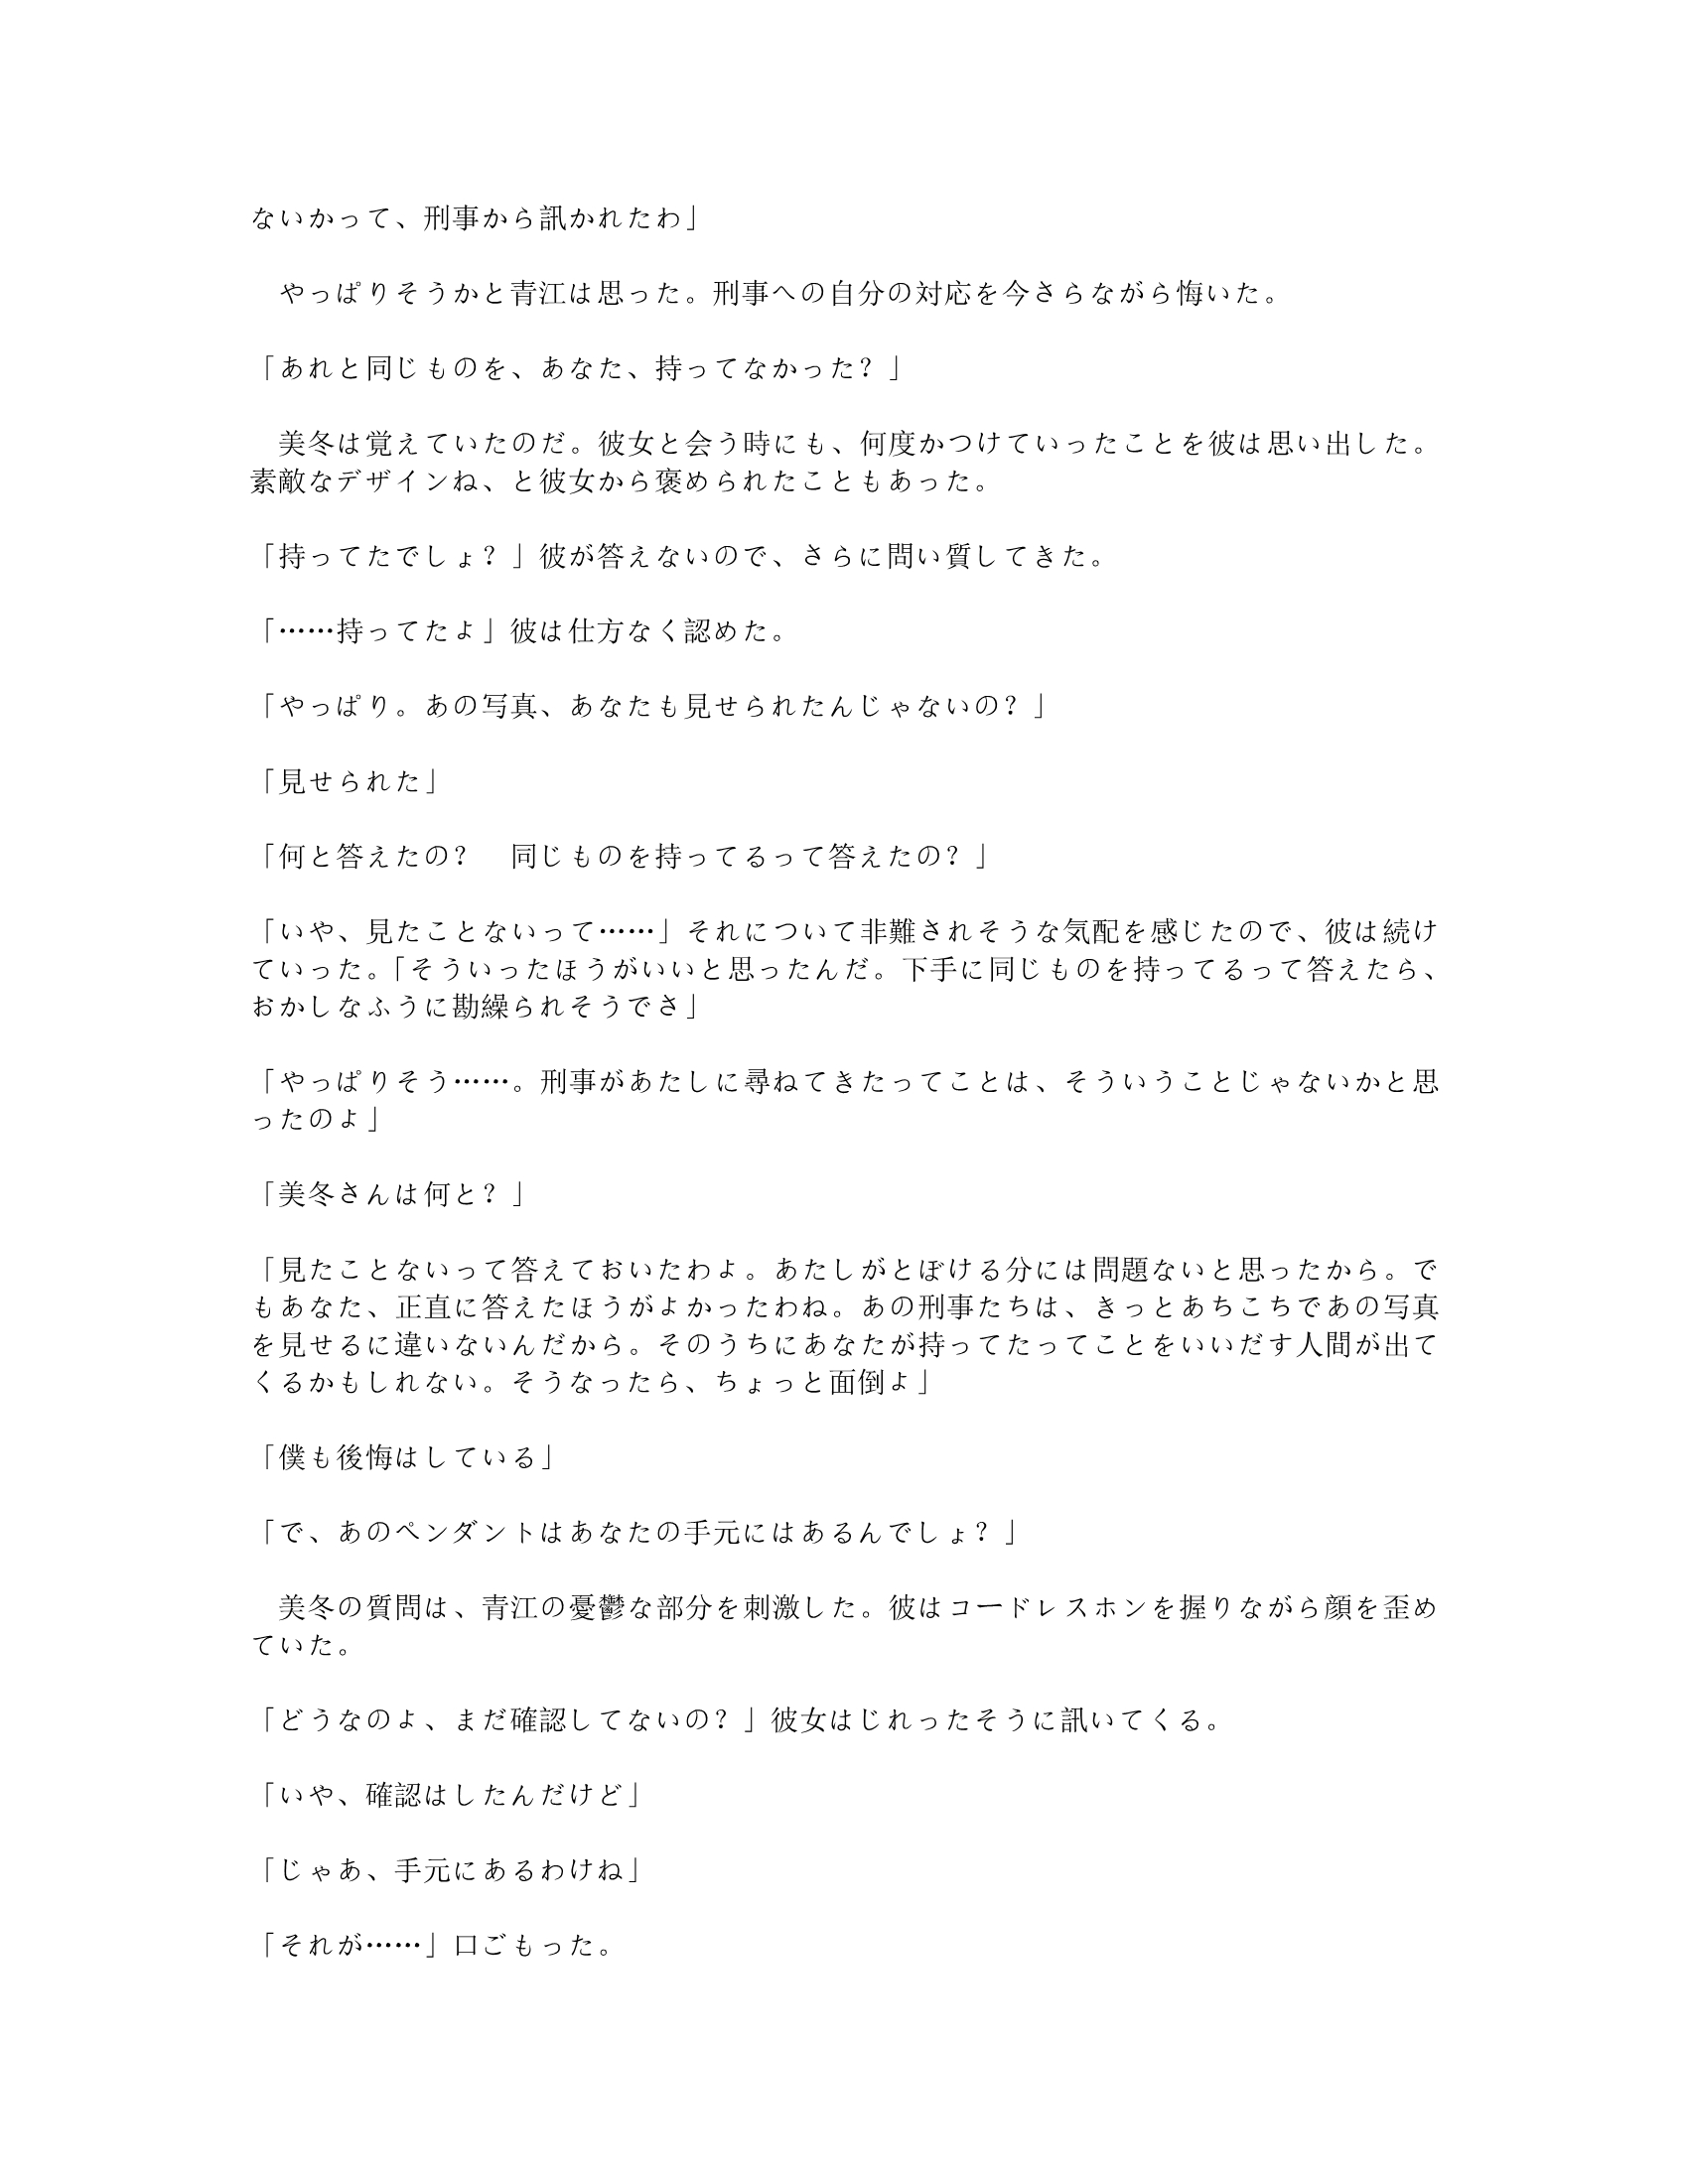 ないかって、刑事から訊かれたわ」
　やっぱりそうかと青江は思った。刑事への自分の対応を今さらながら悔いた。
「あれと同じものを、あなた、持ってなかった？」
　美冬は覚えていたのだ。彼女と会う時にも、何度かつけていったことを彼は思い出した。
素敵なデザインね、と彼女から褒められたこともあった。
「持ってたでしょ？」彼が答えないので、さらに問い質してきた。
「……持ってたよ」彼は仕方なく認めた。
「やっぱり。あの写真、あなたも見せられたんじゃないの？」
「見せられた」
「何と答えたの？　同じものを持ってるって答えたの？」
「いや、見たことないって……」それについて非難されそうな気配を感じたので、彼は続け
ていった。「そういったほうがいいと思ったんだ。下手に同じものを持ってるって答えたら、
おかしなふうに勘繰られそうでさ」
「やっぱりそう……。刑事があたしに尋ねてきたってことは、そういうことじゃないかと思
ったのよ」
「美冬さんは何と？」
「見たことないって答えておいたわよ。あたしがとぼける分には問題ないと思ったから。で
もあなた、正直に答えたほうがよかったわね。あの刑事たちは、きっとあちこちであの写真
を見せるに違いないんだから。そのうちにあなたが持ってたってことをいいだす人間が出て
くるかもしれない。そうなったら、ちょっと面倒よ」
「僕も後悔はしている」
「で、あのペンダントはあなたの手元にはあるんでしょ？」
　美冬の質問は、青江の憂鬱な部分を刺激した。彼はコードレスホンを握りながら顔を歪め
ていた。
「どうなのよ、まだ確認してないの？」彼女はじれったそうに訊いてくる。
「いや、確認はしたんだけど」
「じゃあ、手元にあるわけね」
「それが……」口ごもった。